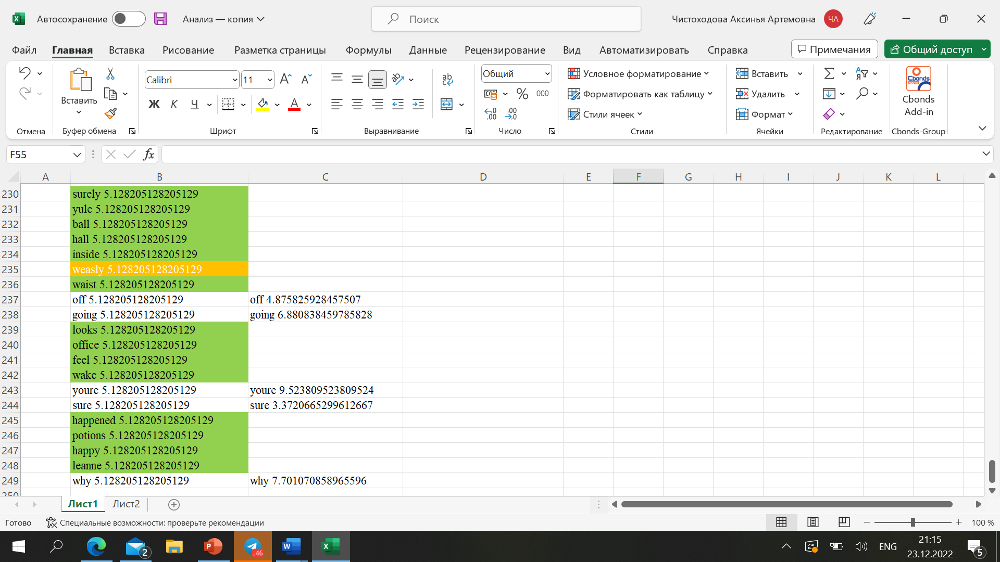 Автосохранение
Анализ — копия
Поиск
Чистоходова Аксинья Артемовна
ЧА
Файл Главная Вставка Рисование Разметка страницы Формулы Данные Рецензирование Вид Автоматизировать Справка
Примечания
Общий доступ
Вставить
Calibri
11
Ж К Ч
Общий
000
Условное форматирование
Форматировать как таблицу
Стили ячеек
Вставить
Удалить
Формат
Cbonds
ADD-IN
Cbonds
Add-in
Отмена
Буфер обмена
Шрифт
Выравнивание
Число
Стили
Ячейки
Редактирование
Cbonds-Group
F55
fx
A B C D E F G H I J K L
230 surely 5.128205128205129
231 yule 5.128205128205129
232 ball 5.128205128205129
233 hall 5.128205128205129
234 inside 5.128205128205129
235 weasly 5.128205128205129
236 waist 5.128205128205129
237 off 5.128205128205129 off 4.875825928457507
238 going 5.128205128205129 going 6.880838459785828
239 looks 5.128205128205129
240 office 5.128205128205129
241 feel 5.128205128205129
242 wake 5.128205128205129
243 youre 5.128205128205129 youre 9.523809523809524
244 sure 5.128205128205129 sure 3.3720665299612667
245 happened 5.128205128205129
246 potions 5.128205128205129
247 happy 5.128205128205129
248 leanne 5.128205128205129
249 why 5.128205128205129 why 7.701070858965596
250
Лист1 Лист2
Готово
Специальные возможности: проверьте рекомендации
100 %
2
..46
ENG
21:15
23.12.2022
5